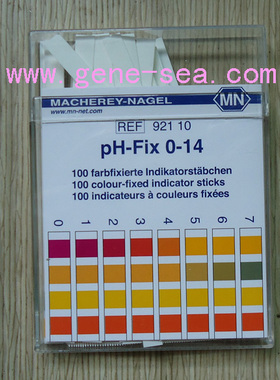 www.gene-sea.com
MACHEREY-NAGEL
www.mn-net.com
MN
REF 921 10
pH-Fix 0-14
100 farbfixierte Indikatorstäbchen
100 colour-fixed indicator sticks
100 indicateurs à couleurs fixées
0 1 2 3 4 5 6 7